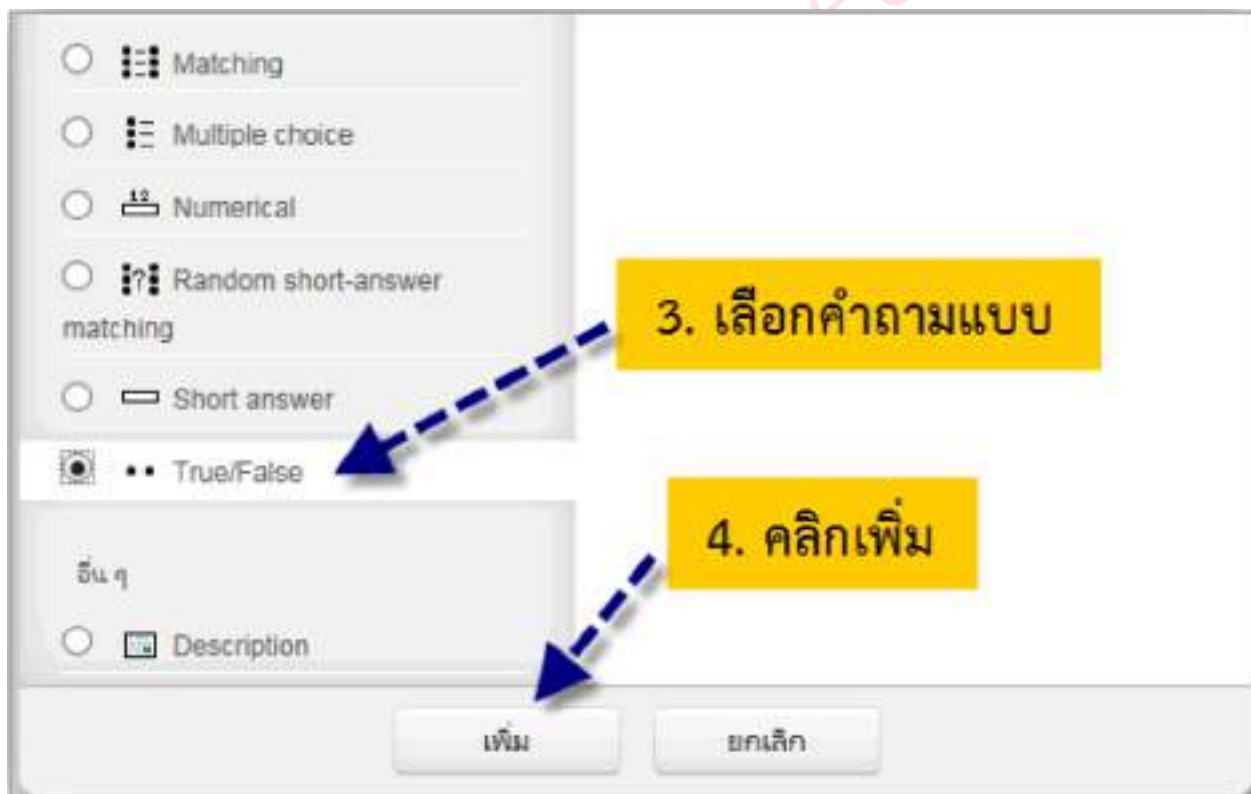 Matching
Multiple choice
12 Numerical
Random short-answer
matching
3. เลือกคำถามแบบ
Short answer
True/False
4. คลิกเพิ่ม
อื่น ๆ
Description
เพิ่ม
ยกเลิก